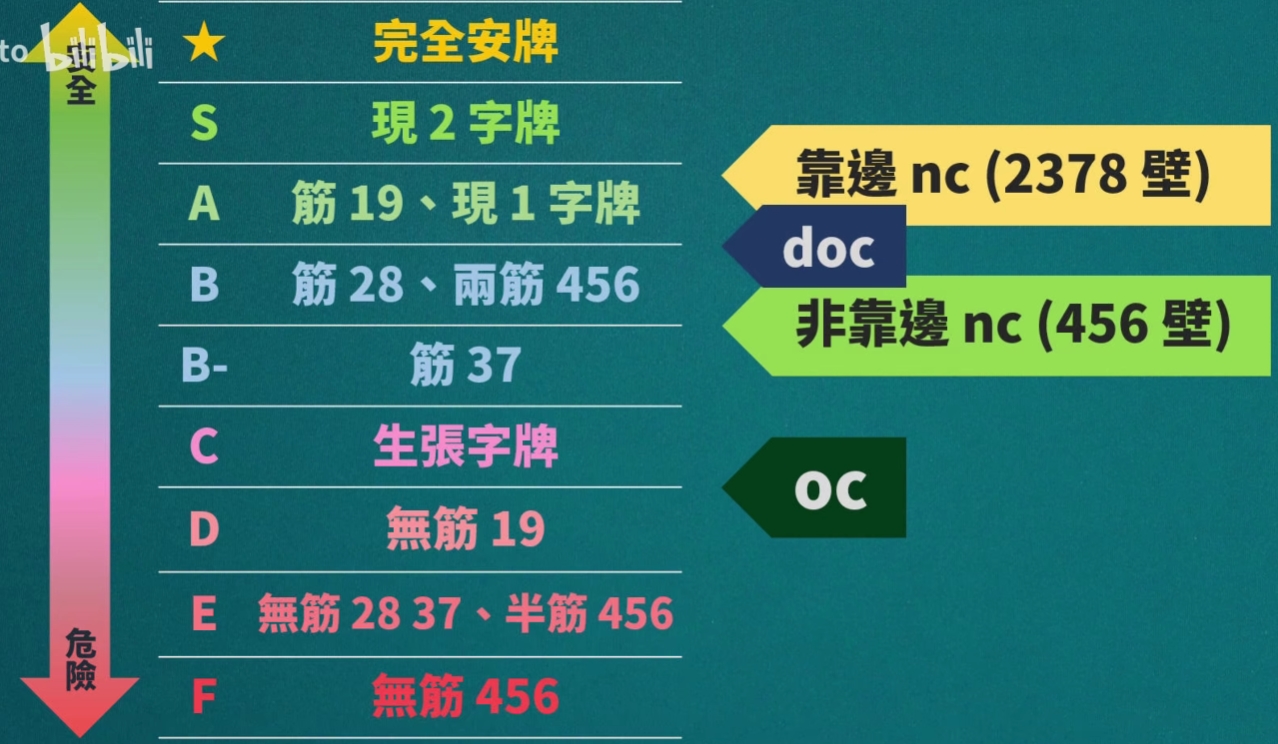 to bilibili
安全
★ 完全安牌
S 現 2 字牌
A 筋 19、現 1 字牌
B 筋 28、兩筋 456
B- 筋 37
C 生張字牌
D 無筋 19
E 無筋 28 37、半筋 456
F 無筋 456
危險
靠邊 nc (2378 壁)
doc
非靠邊 nc (456 壁)
oc